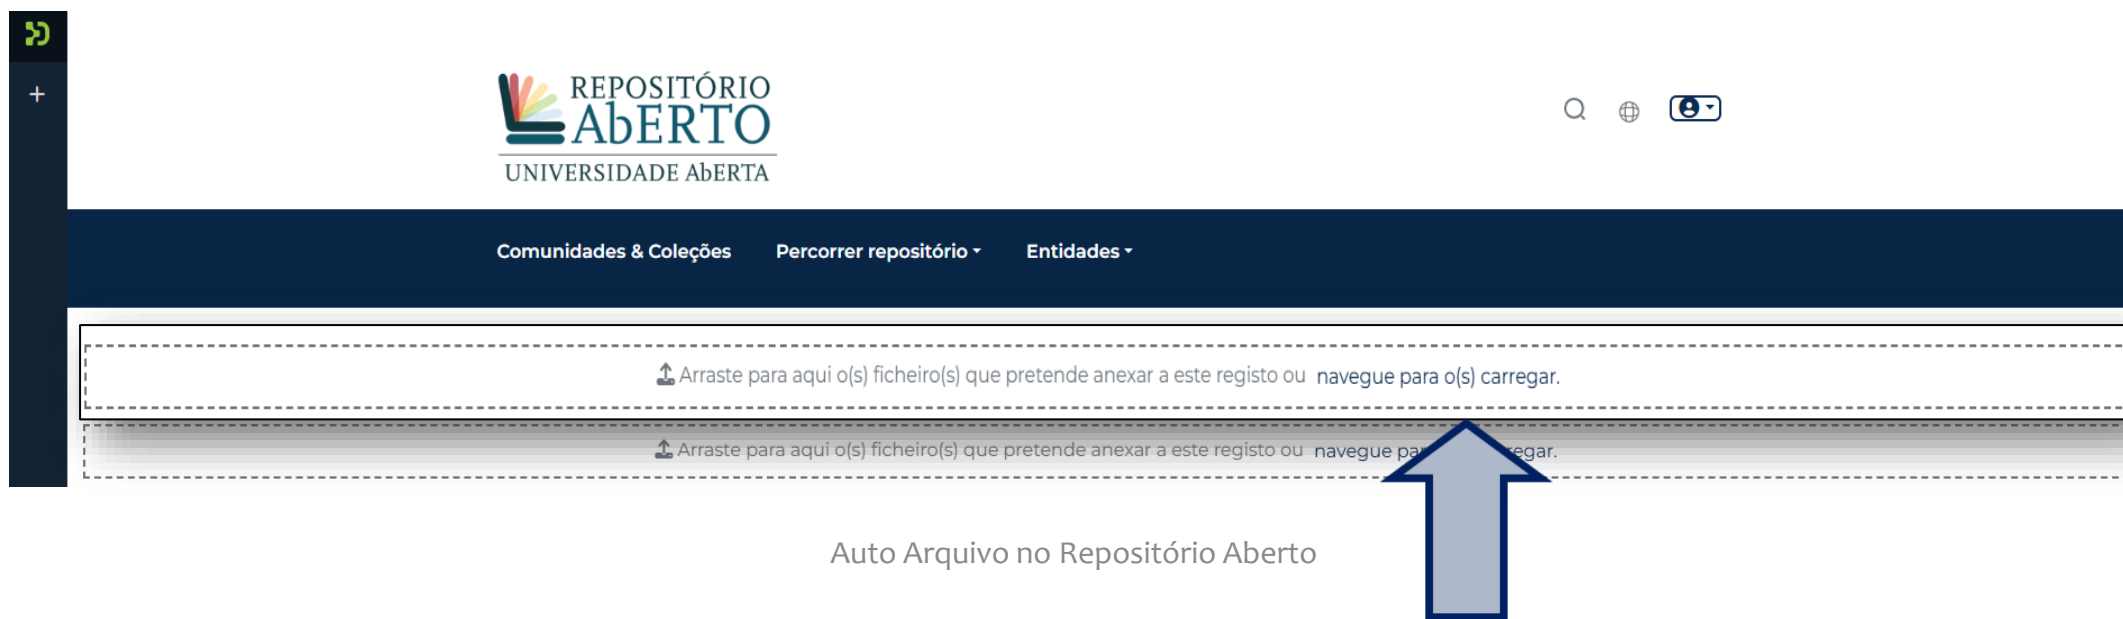 REPOSITÓRIO
AbERTO
UNIVERSIDADE AbERTA
Comunidades & Coleções Percorrer repositório Entidades
Arraste para aqui o(s) ficheiro(s) que pretende anexar a este registo ou navegue para o(s) carregar.
Arraste para aqui o(s) ficheiro(s) que pretende anexar a este registo ou navegue
Auto Arquivo no Repositório Aberto